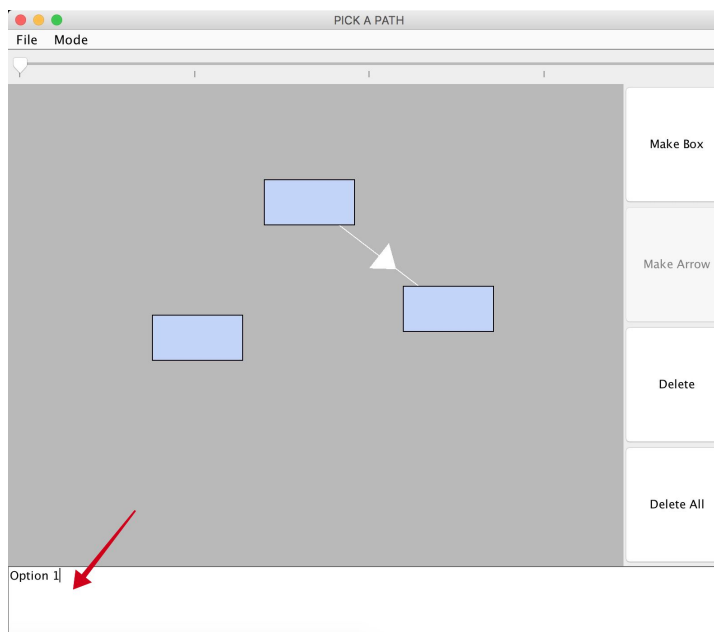 PICK A PATH
File Mode
Make Box
Make Arrow
Delete
Delete All
Option 1